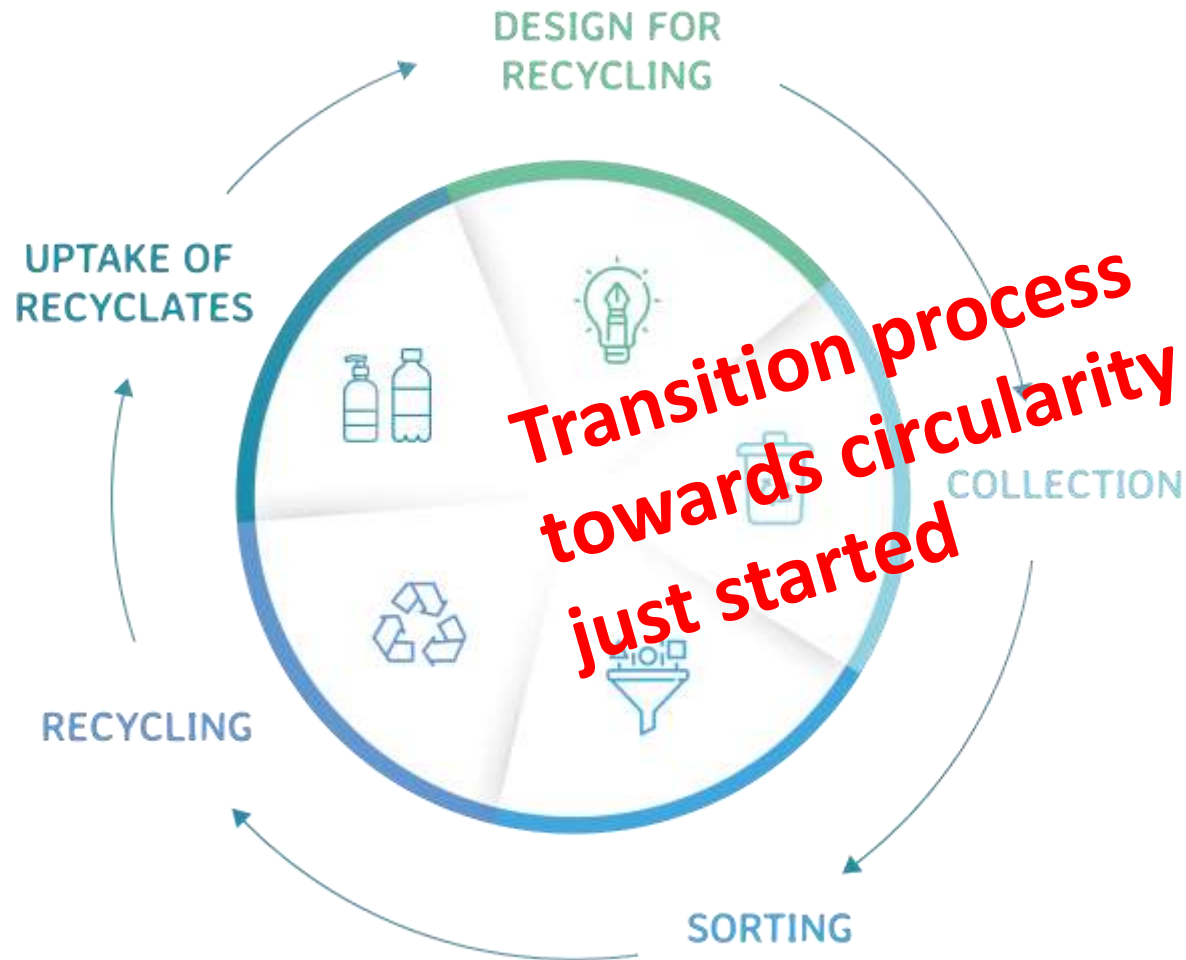 DESIGN FOR
RECYCLING
UPTAKE OF
RECYCLATES
Transition process
towards circularity
just started
COLLECTION
RECYCLING
SORTING